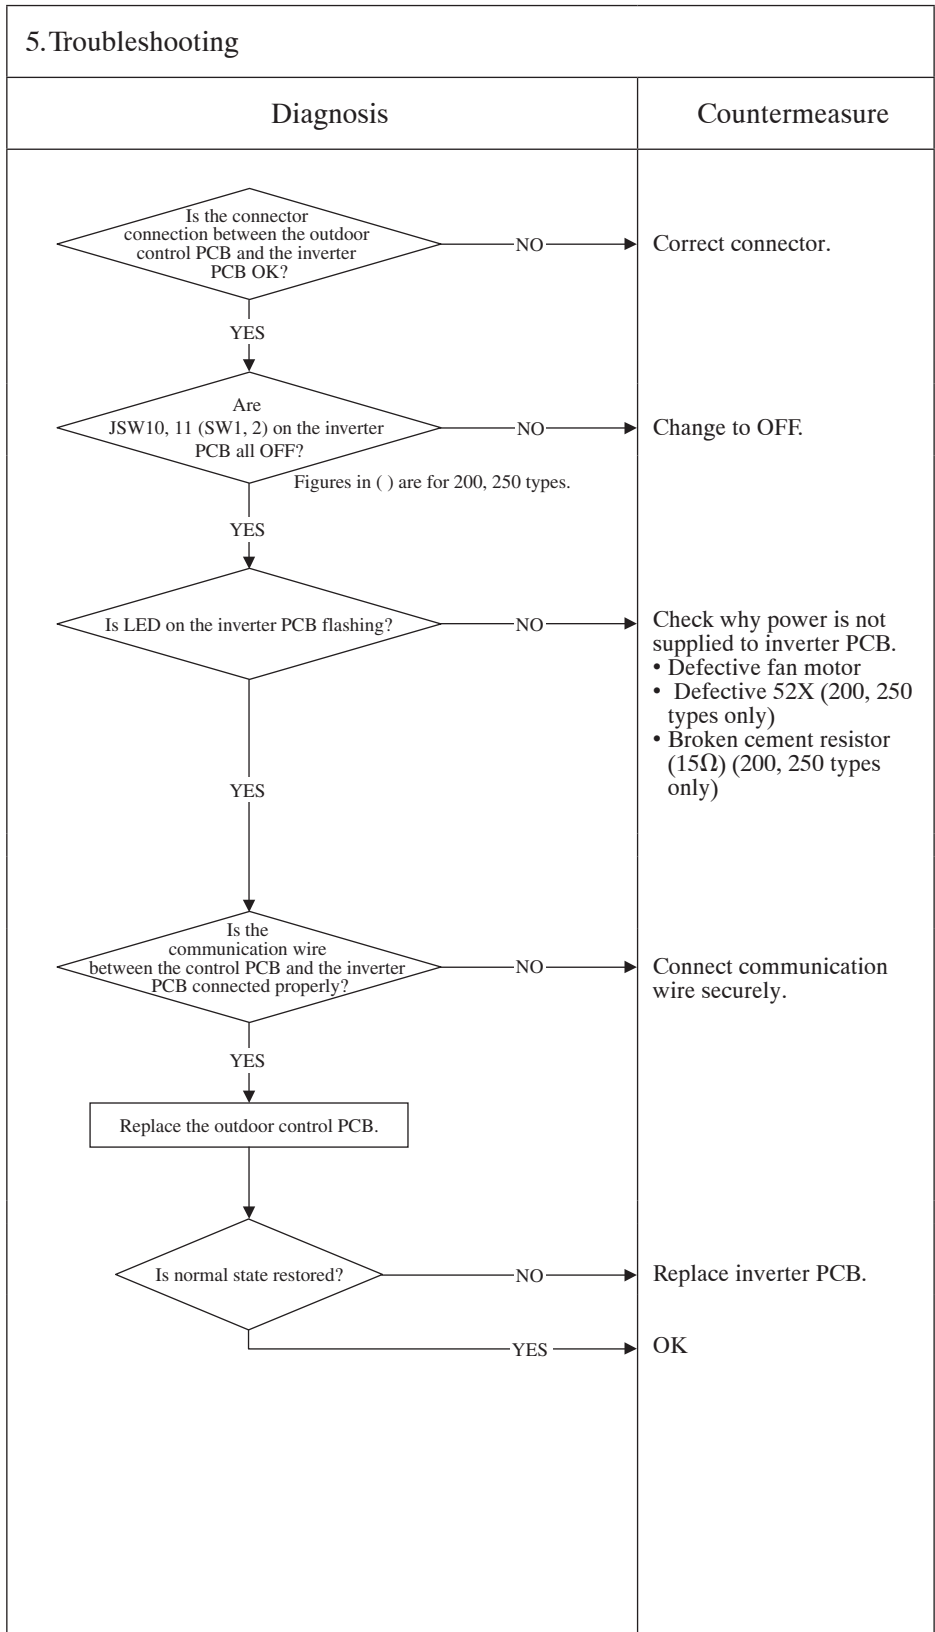 5.Troubleshooting
Diagnosis
Countermeasure
Is the connector
connection between the outdoor
control PCB and the inverter
PCB OK?
NO
Correct connector.
YES
Are
JSW10, 11 (SW1, 2) on the inverter
PCB all OFF?
NO
Change to OFF.
Figures in ( ) are for 200, 250 types.
YES
Is LED on the inverter PCB flashing?
NO
Check why power is not
supplied to inverter PCB.
• Defective fan motor
• Defective 52X (200, 250
types only)
• Broken cement resistor
(15Ω) (200, 250 types
only)
YES
Is the
communication wire
between the control PCB and the inverter
PCB connected properly?
NO
Connect communication
wire securely.
YES
Replace the outdoor control PCB.
Is normal state restored?
NO
Replace inverter PCB.
YES
OK